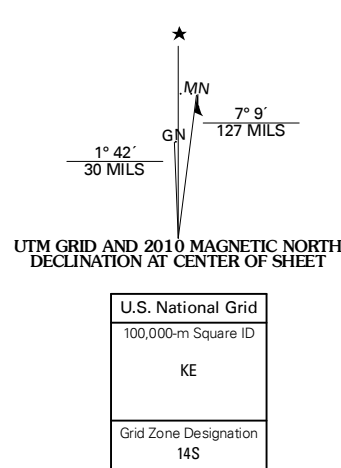 ★
MN
7° 9´
127 MILS
GN
1° 42´
30 MILS
UTM GRID AND 2010 MAGNETIC NORTH
DECLINATION AT CENTER OF SHEET
U.S. National Grid
100,000-m Square ID
KE
Grid Zone Designation
14S